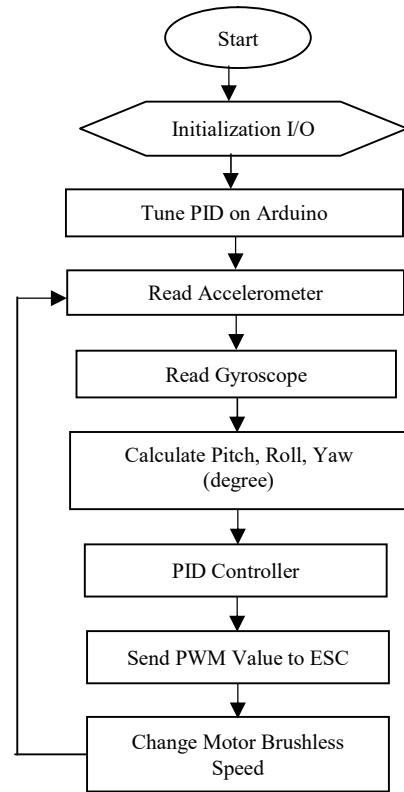 Start
Initialization I/O
Tune PID on Arduino
Read Accelerometer
Read Gyroscope
Calculate Pitch, Roll, Yaw
(degree)
PID Controller
Send PWM Value to ESC
Change Motor Brushless
Speed